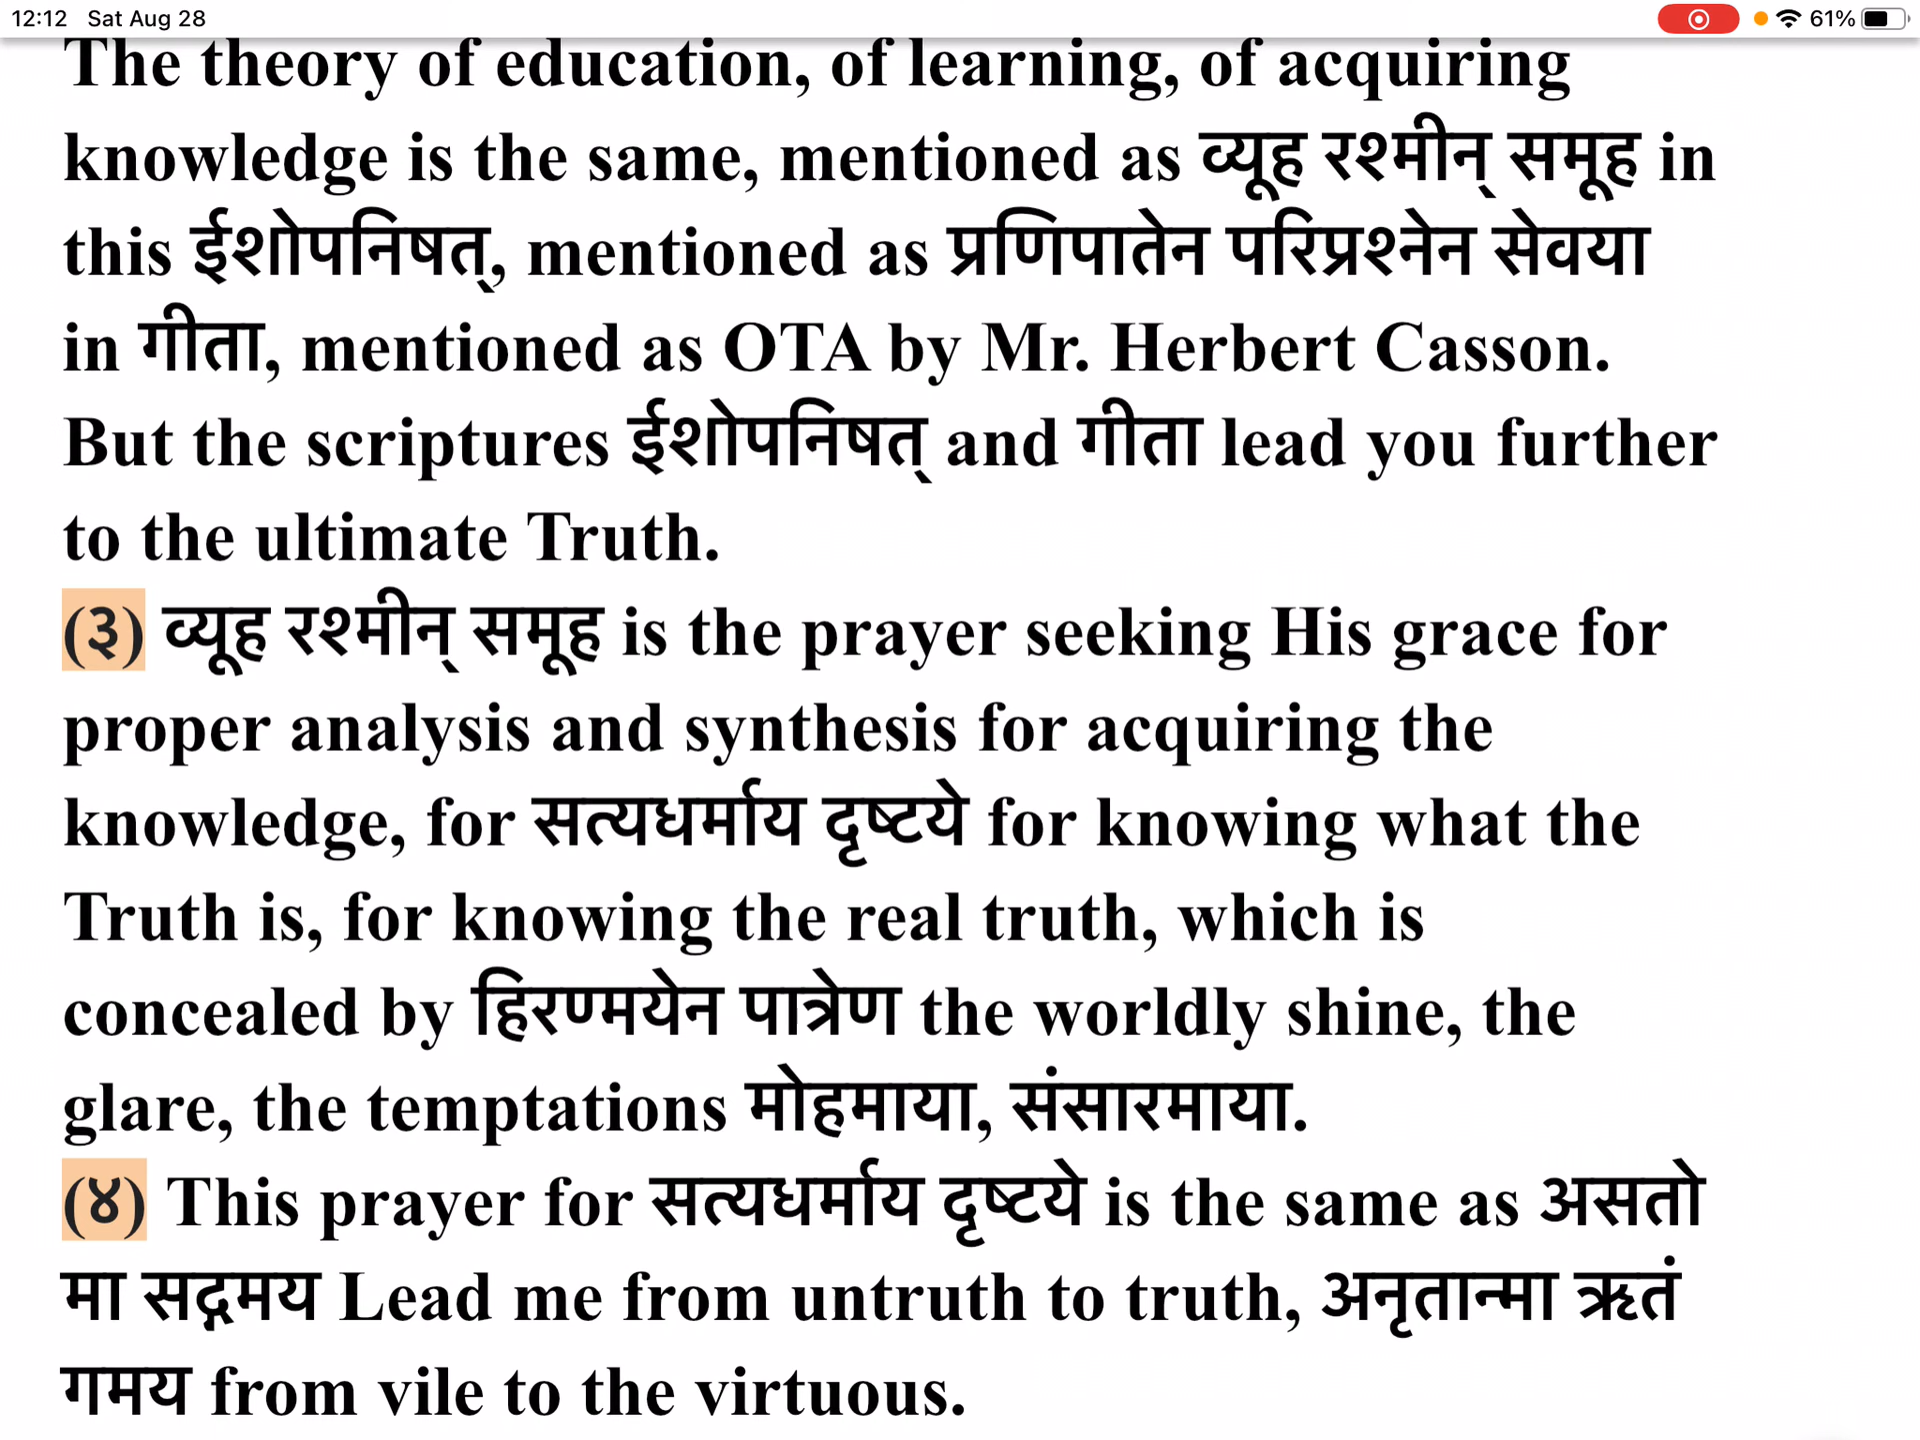 12:12 Sat Aug 28 61%
The theory of education, of learning, of acquiring
knowledge is the same, mentioned as व्यूह रश्मीन् समूह in
this ईशोपनिषत्, mentioned as प्रणिपातेन परिप्रश्नेन सेवया
in गीता, mentioned as OTA by Mr. Herbert Casson.
But the scriptures ईशोपनिषत् and गीता lead you further
to the ultimate Truth.
(३) व्यूह रश्मीन् समूह is the prayer seeking His grace for
proper analysis and synthesis for acquiring the
knowledge, for सत्यधर्माय दृष्टये for knowing what the
Truth is, for knowing the real truth, which is
concealed by हिरण्मयेन पात्रेण the worldly shine, the
glare, the temptations मोहमाया, संसारमाया.
(४) This prayer for सत्यधर्माय दृष्टये is the same as असतो
मा सद्गमय Lead me from untruth to truth, अनृतान्मा ऋतं
गमय from vile to the virtuous.